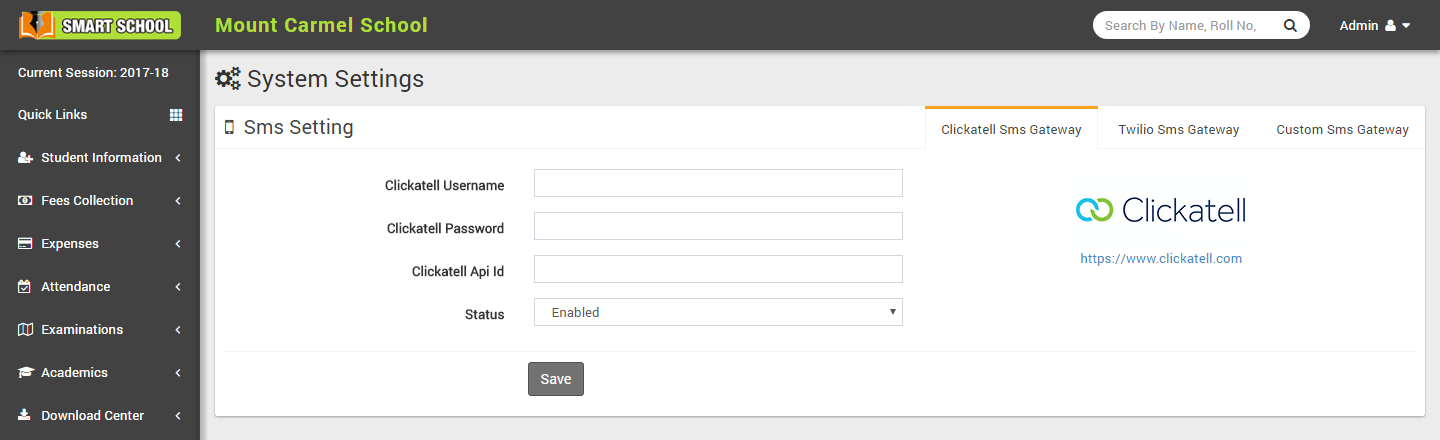 SMART SCHOOL
Mount Carmel School
Search By Name, Roll No,
Admin
Current Session: 2017-18
Quick Links
Student Information
Fees Collection
Expenses
Attendance
Examinations
Academics
Download Center
System Settings
Sms Setting
Clickatell Sms Gateway
Twilio Sms Gateway
Custom Sms Gateway
Clickatell Username
Clickatell Password
Clickatell Api Id
Status
Enabled
Save
Clickatell
https://www.clickatell.com